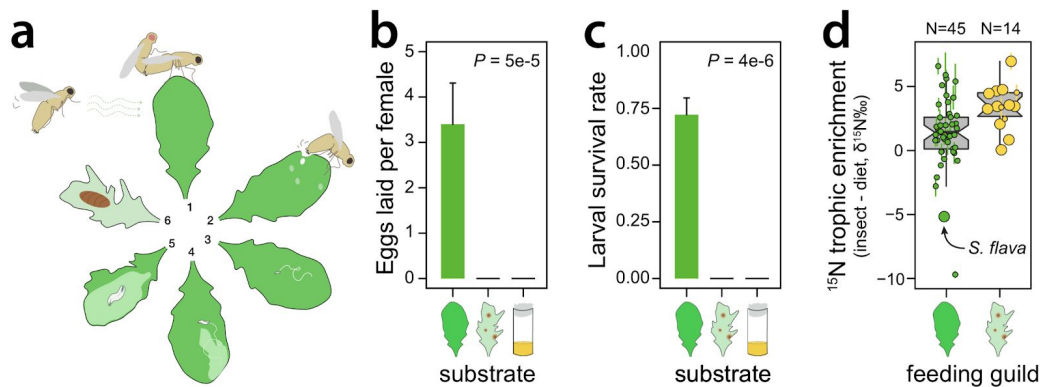 a
1
2
3
4
5
6
b
Eggs laid per female
5
4
3
2
1
0
P = 5e-5
substrate
c
Larval survival rate
1.00
0.75
0.50
0.25
0.00
P = 4e-6
substrate
d
N=45 N=14
¹⁵N trophic enrichment
(insect - diet, δ¹⁵N‰)
5
0
−5
−10
S. flava
feeding guild